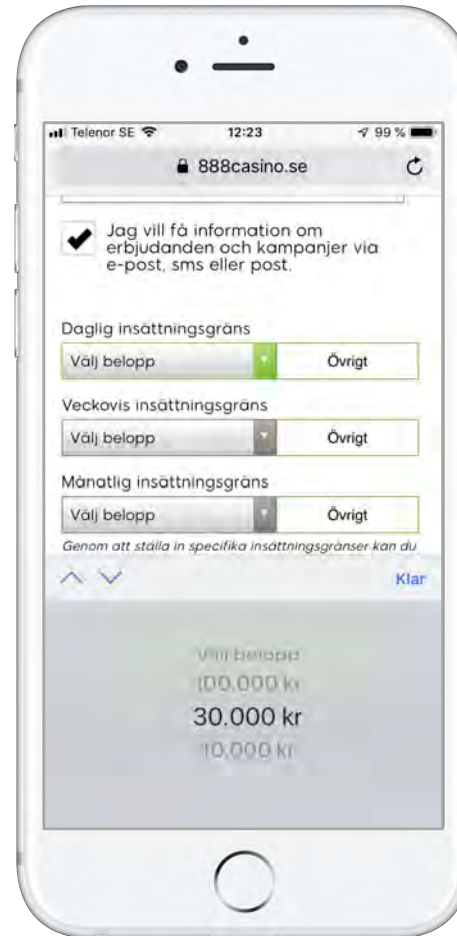 Telenor SE 12:23 99 %
888casino.se
Jag vill få information om
erbjudanden och kampanjer via
e-post, sms eller post.
Daglig insättningsgräns
Välj belopp Övrigt
Veckovis insättningsgräns
Välj belopp Övrigt
Månatlig insättningsgräns
Välj belopp Övrigt
Genom att ställa in specifika insättningsgränser kan du
Klar
Välj belopp
100.000 kr
30.000 kr
10.000 kr